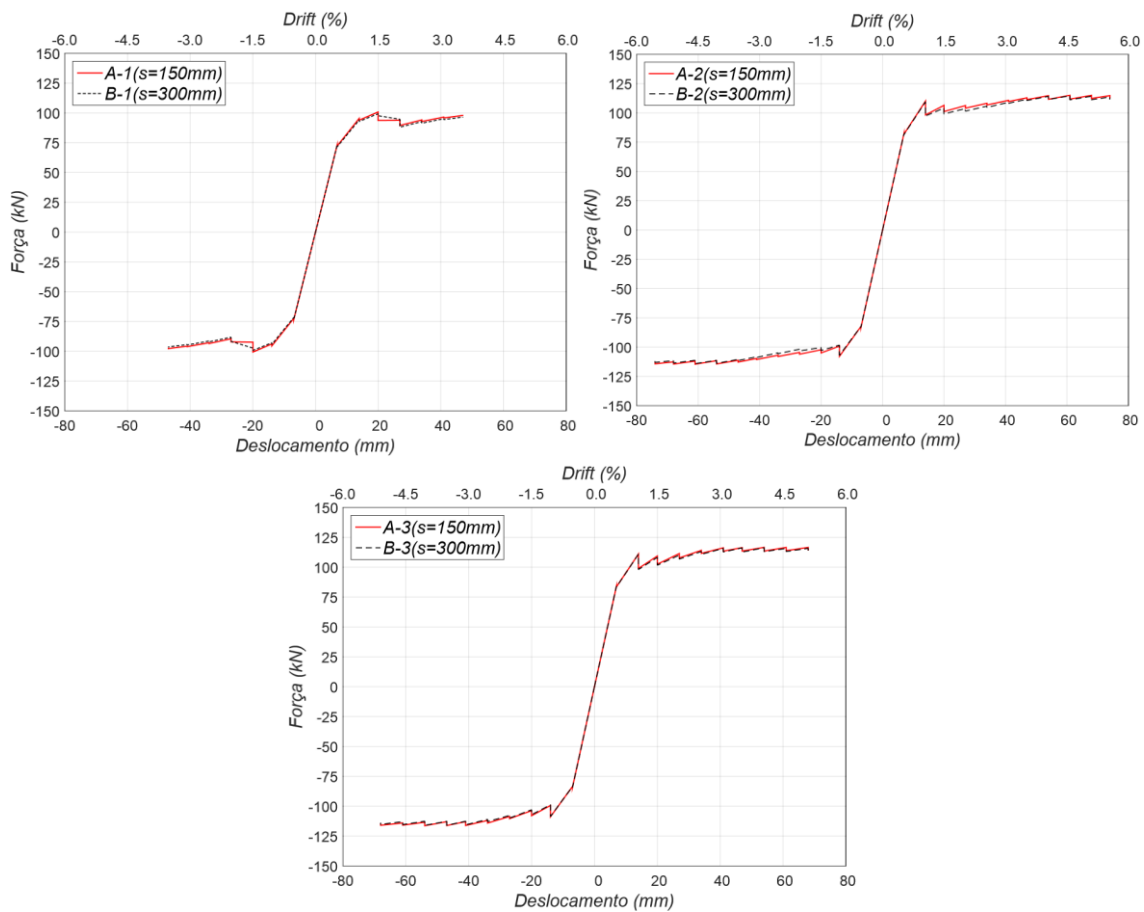 Drift (%)
-6.0 -4.5 -3.0 -1.5 0.0 1.5 3.0 4.5 6.0
150
125
100
75
50
25
0
-25
-50
-75
-100
-125
-150
Força (kN)
A-1(s=150mm)
B-1(s=300mm)
-80 -60 -40 -20 0 20 40 60 80
Deslocamento (mm)
Drift (%)
-6.0 -4.5 -3.0 -1.5 0.0 1.5 3.0 4.5 6.0
150
125
100
75
50
25
0
-25
-50
-75
-100
-125
-150
Força (kN)
A-2(s=150mm)
B-2(s=300mm)
-80 -60 -40 -20 0 20 40 60 80
Deslocamento (mm)
Drift (%)
-6.0 -4.5 -3.0 -1.5 0.0 1.5 3.0 4.5 6.0
150
125
100
75
50
25
0
-25
-50
-75
-100
-125
-150
Força (kN)
A-3(s=150mm)
B-3(s=300mm)
-80 -60 -40 -20 0 20 40 60 80
Deslocamento (mm)